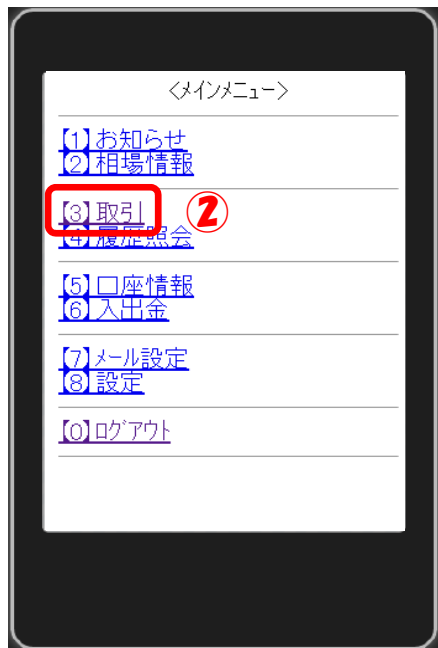 <ﾒｲﾝﾒﾆｭｰ>
【1】お知らせ
【2】相場情報
【3】取引
②
【4】履歴照会
【5】口座情報
【6】入出金
【7】ﾒｰﾙ設定
【8】設定
【0】ﾛｸﾞｱｳﾄ